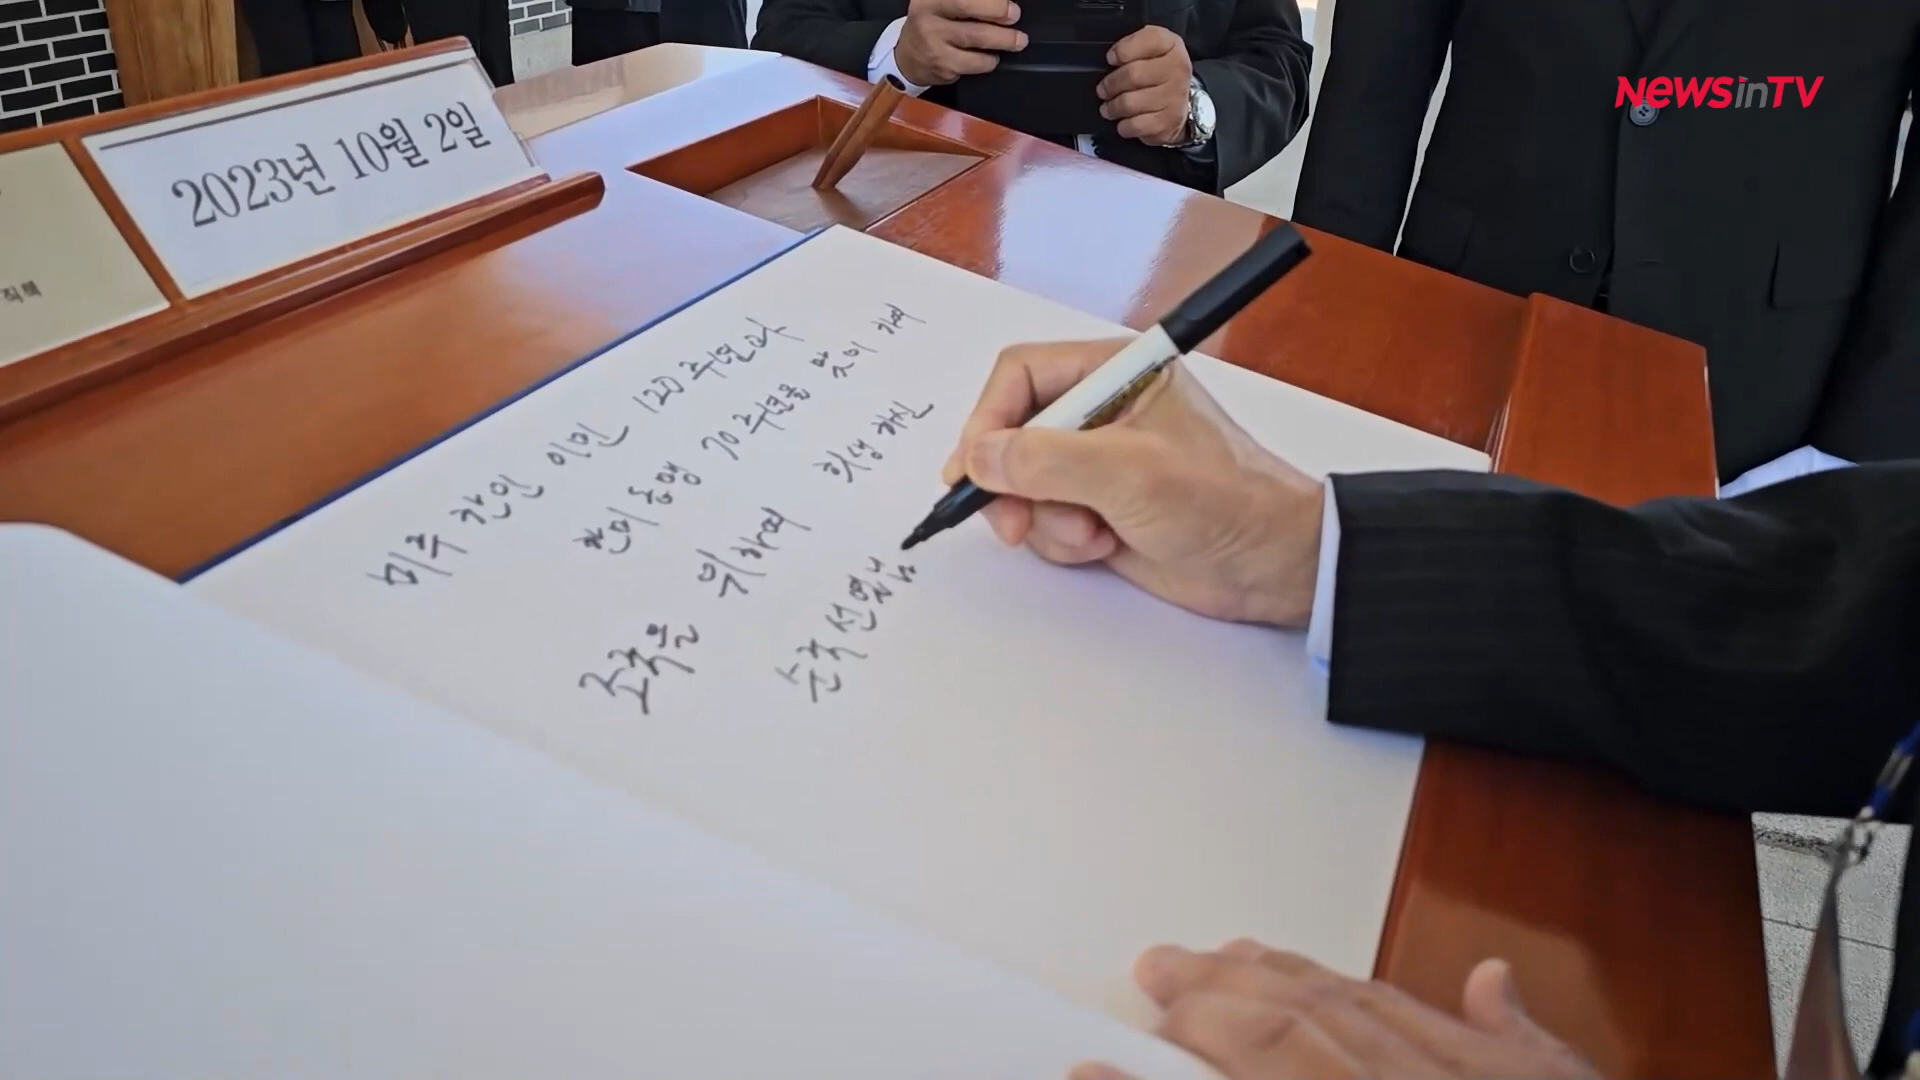 NEWSinTV
2023년 10월 2일
직책
미주 한인 이민 120주년과
한미동맹 70주년을 맞이하여
조국을 위하여 희생하신
순국선열님